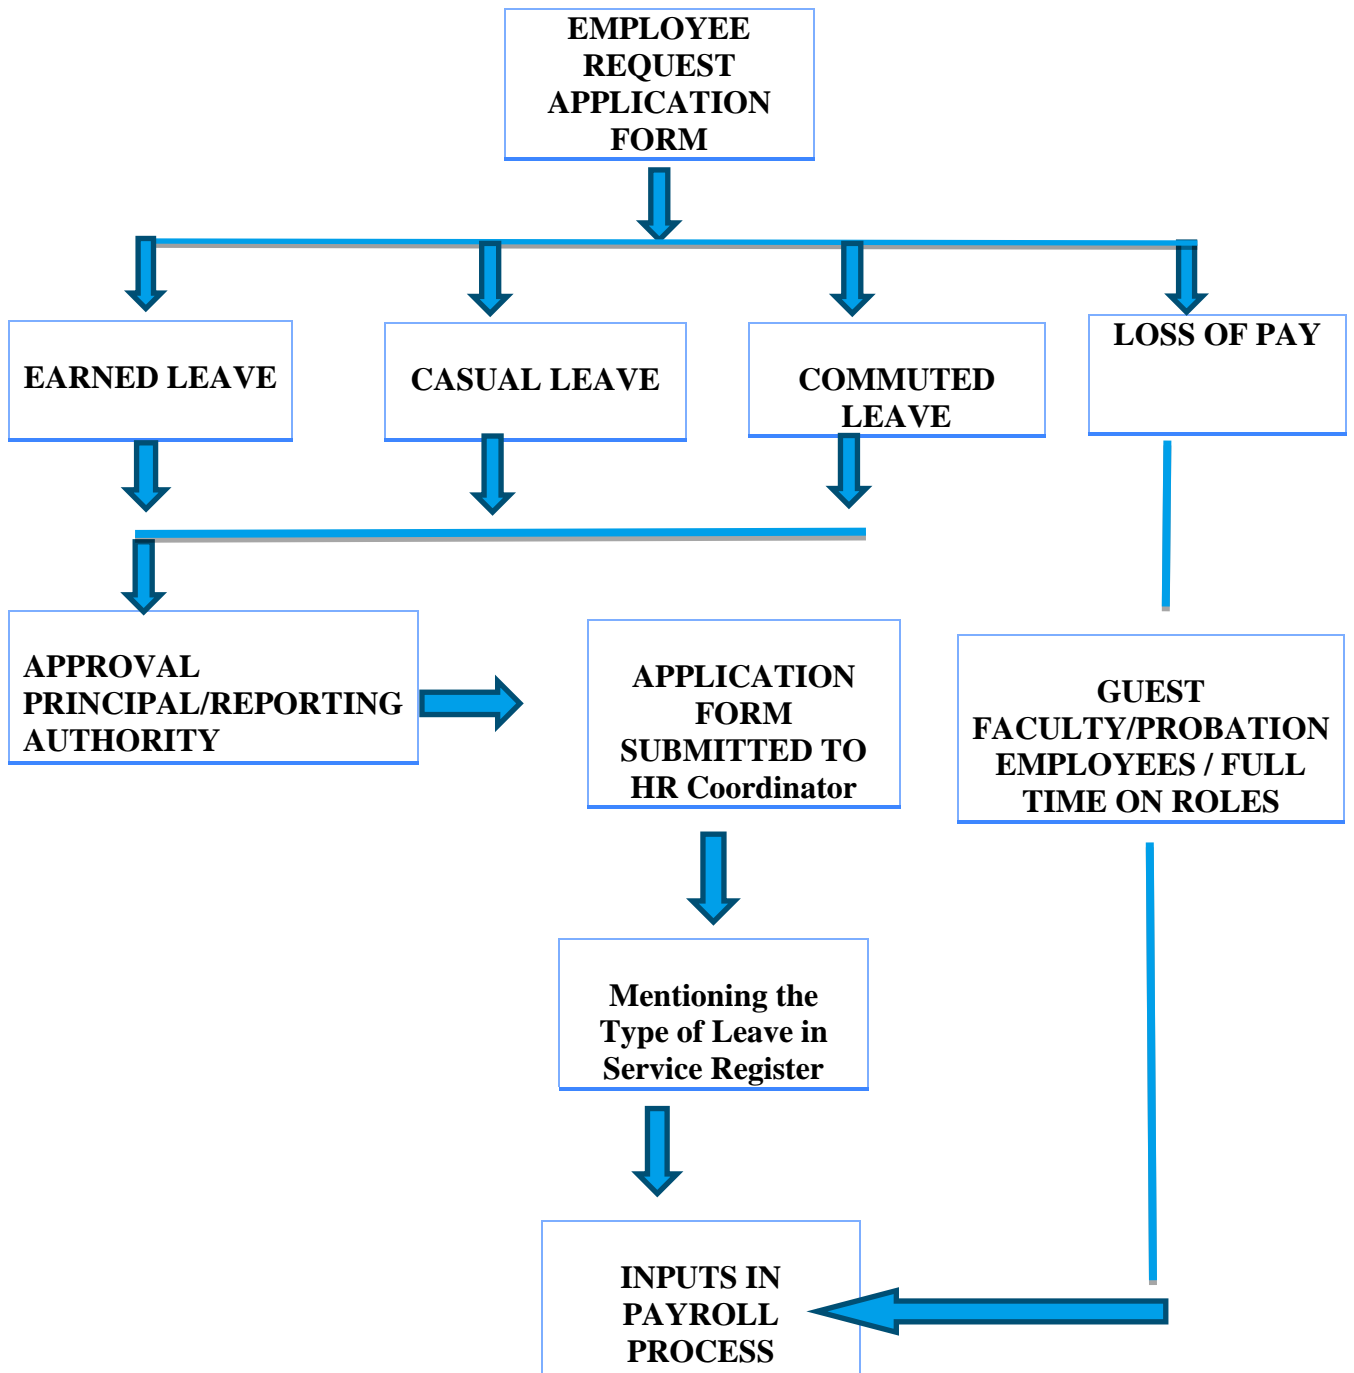 EMPLOYEE
REQUEST
APPLICATION
FORM
EARNED LEAVE
CASUAL LEAVE
COMMUTED
LEAVE
LOSS OF PAY
APPROVAL
PRINCIPAL/REPORTING
AUTHORITY
APPLICATION
FORM
SUBMITTED TO
HR Coordinator
GUEST
FACULTY/PROBATION
EMPLOYEES / FULL
TIME ON ROLES
Mentioning the
Type of Leave in
Service Register
INPUTS IN
PAYROLL
PROCESS